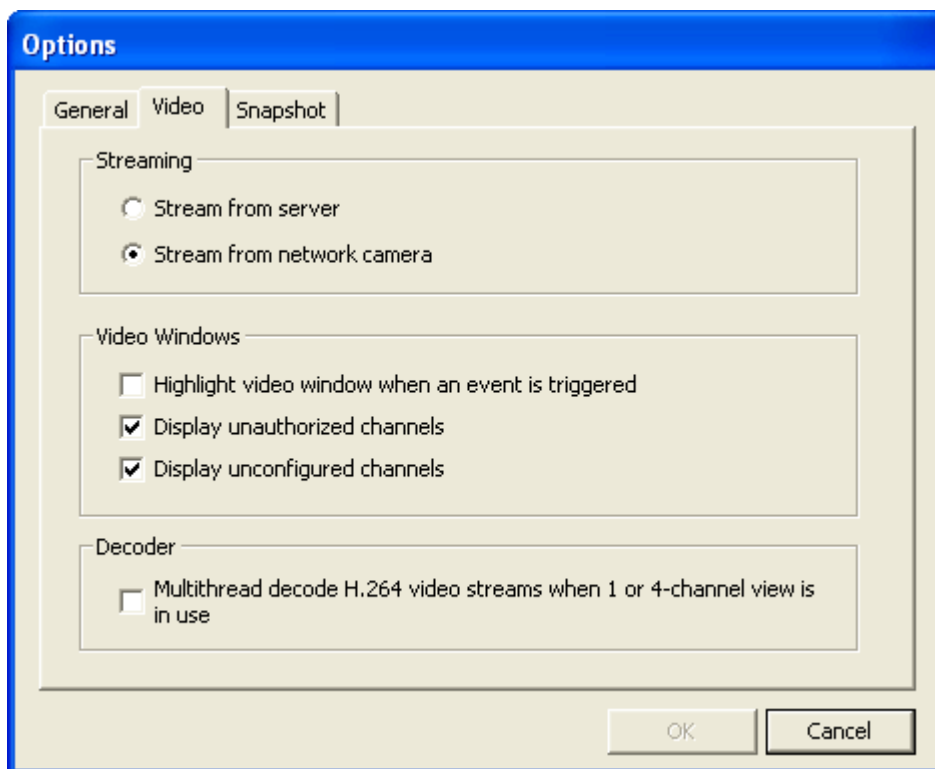 Options
General Video Snapshot
Streaming
Stream from server
Stream from network camera
Video Windows
Highlight video window when an event is triggered
Display unauthorized channels
Display unconfigured channels
Decoder
Multithread decode H.264 video streams when 1 or 4-channel view is
in use
OK Cancel